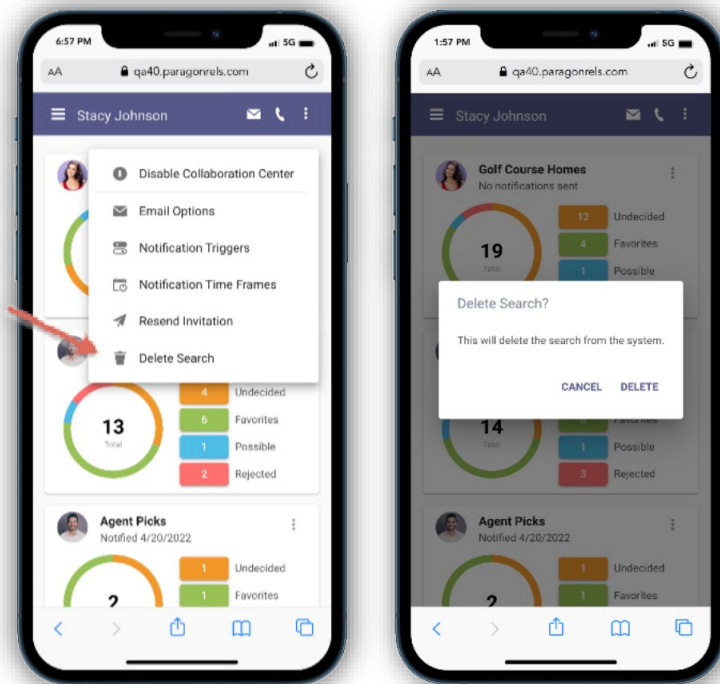 6:57 PM
5G
AA
qa40.paragonrels.com
Stacy Johnson
Disable Collaboration Center
Email Options
Notification Triggers
Notification Time Frames
Resend Invitation
Delete Search
13
Total
4 Undecided
6 Favorites
1 Possible
2 Rejected
Agent Picks
Notified 4/20/2022
2
1 Undecided
1 Favorites
1:57 PM
5G
AA
qa40.paragonrels.com
Stacy Johnson
Golf Course Homes
No notifications sent
19
Total
12 Undecided
4 Favorites
1 Possible
Delete Search?
This will delete the search from the system.
CANCEL DELETE
14
Total
Favorites
1 Possible
3 Rejected
Agent Picks
Notified 4/20/2022
2
1 Undecided
1 Favorites